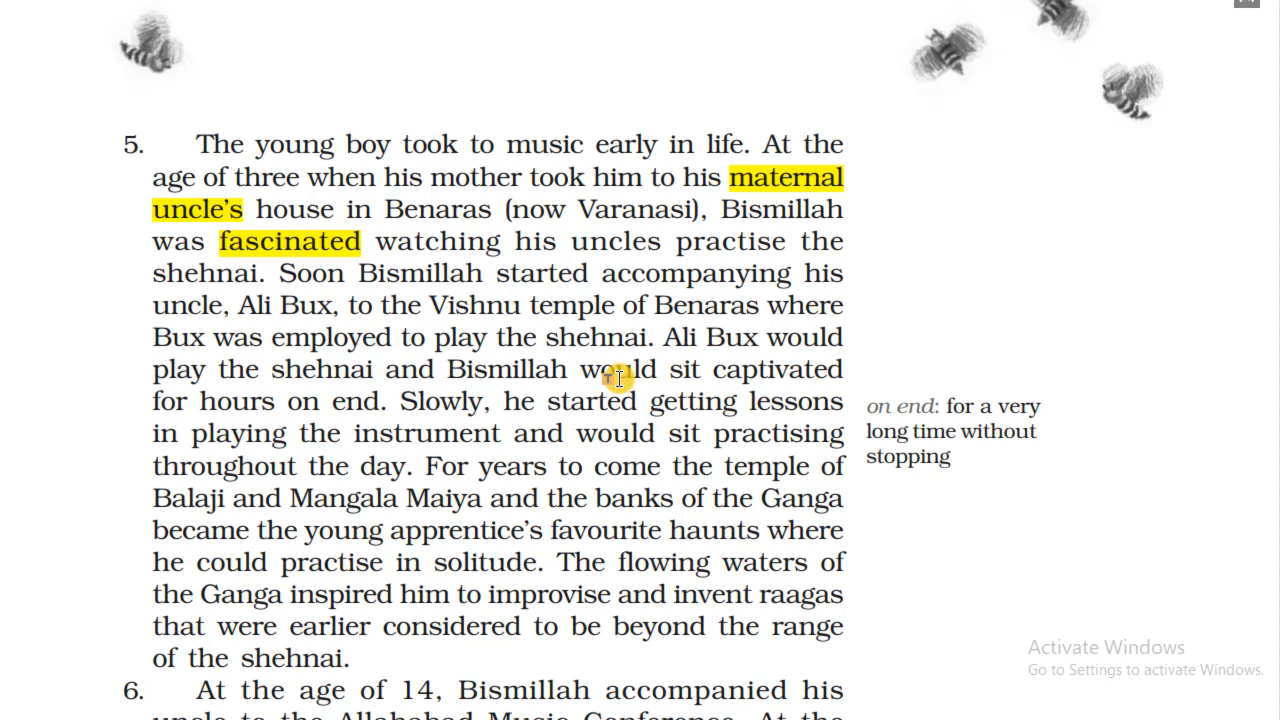 5. The young boy took to music early in life. At the
age of three when his mother took him to his maternal
uncle's house in Benaras (now Varanasi), Bismillah
was fascinated watching his uncles practise the
shehnai. Soon Bismillah started accompanying his
uncle, Ali Bux, to the Vishnu temple of Benaras where
Bux was employed to play the shehnai. Ali Bux would
play the shehnai and Bismillah would sit captivated
for hours on end. Slowly, he started getting lessons
in playing the instrument and would sit practising
throughout the day. For years to come the temple of
Balaji and Mangala Maiya and the banks of the Ganga
became the young apprentice's favourite haunts where
he could practise in solitude. The flowing waters of
the Ganga inspired him to improvise and invent raagas
that were earlier considered to be beyond the range
of the shehnai.
6. At the age of 14, Bismillah accompanied his
uncle to the Allahabad Music Conference. At the
on end: for a very
long time without
stopping
Activate Windows
Go to Settings to activate Windows.